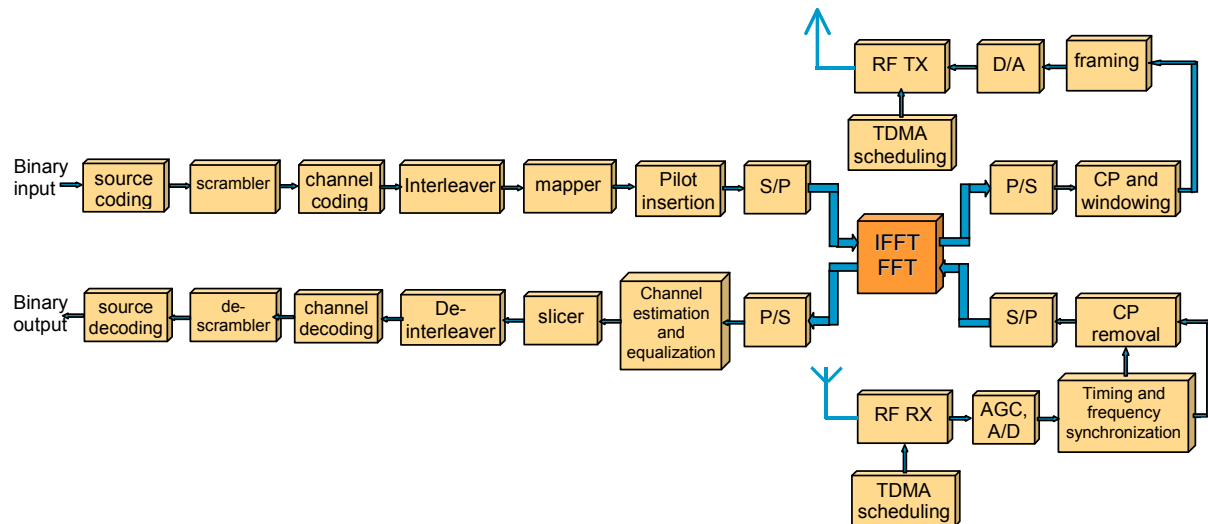 RF TX
D/A
framing
TDMA
scheduling
Binary
input
source
coding
scrambler
channel
coding
Interleaver
mapper
Pilot
insertion
S/P
P/S
CP and
windowing
IFFT
FFT
Binary
output
source
decoding
de-
scrambler
channel
decoding
De-
interleaver
slicer
Channel
estimation
and
equalization
P/S
S/P
CP
removal
RF RX
AGC,
A/D
Timing and
frequency
synchronization
TDMA
scheduling